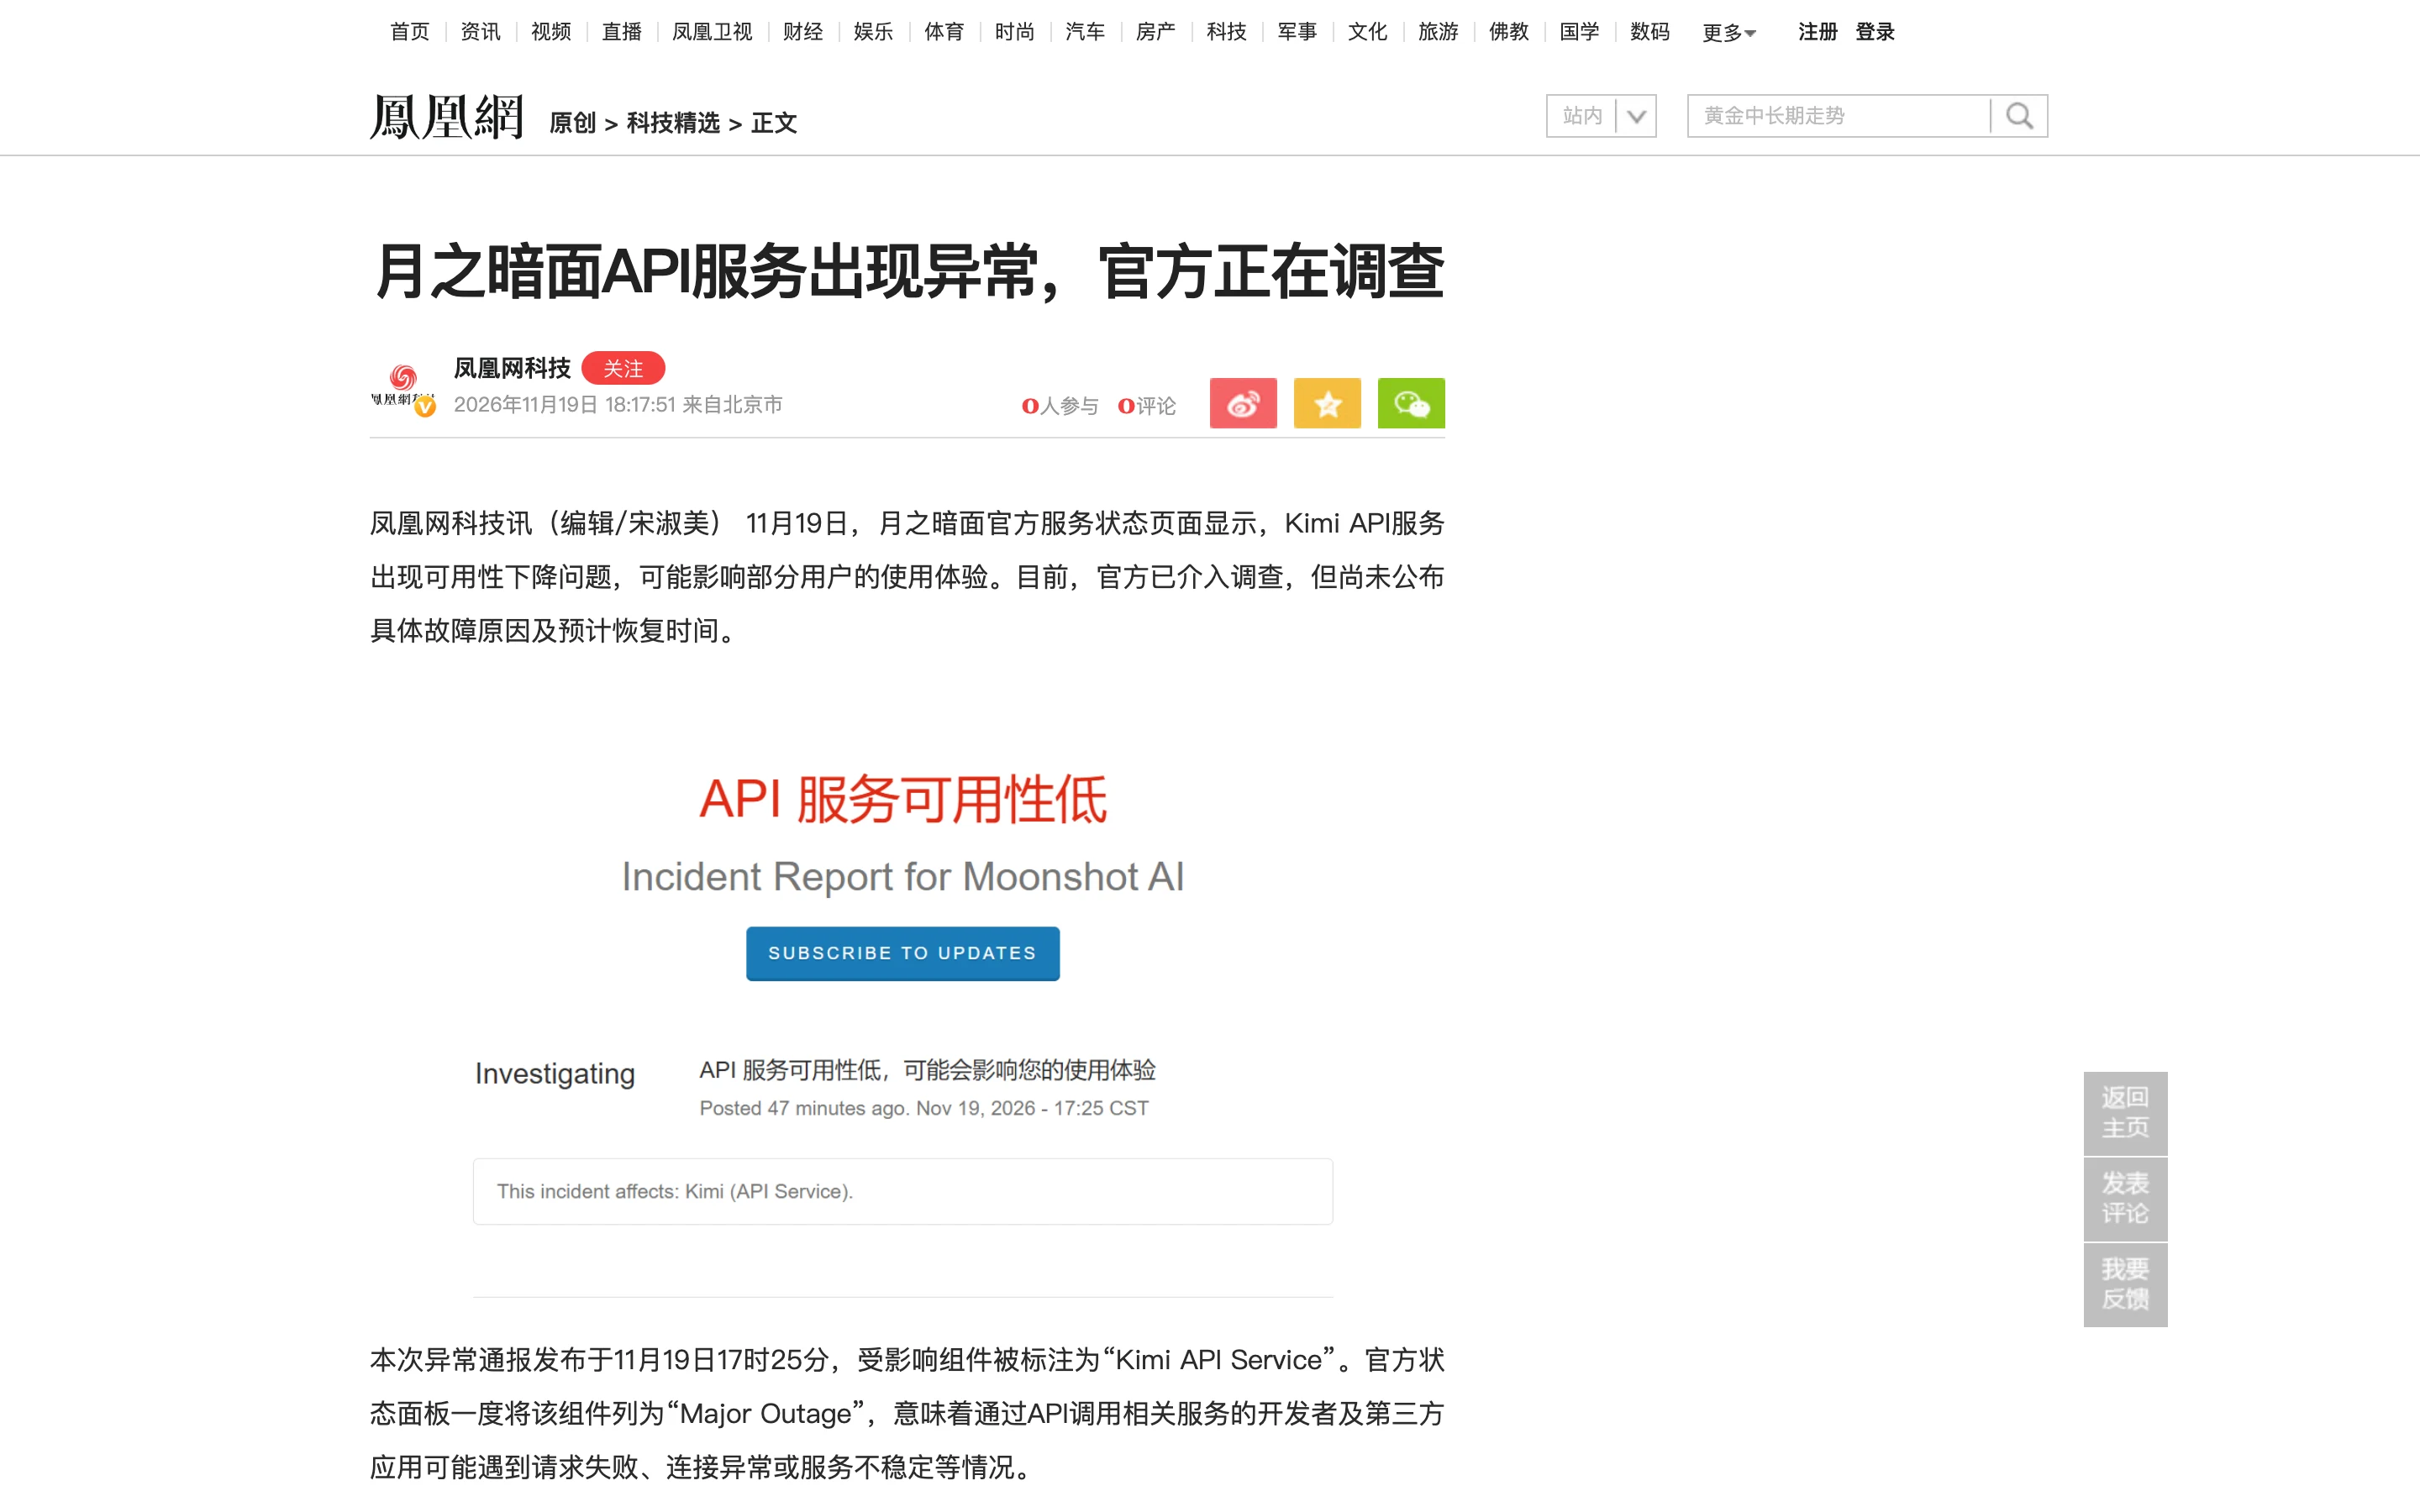 首页 资讯 视频 直播 凤凰卫视 财经 娱乐 体育 时尚 汽车 房产 科技 军事 文化 旅游 佛教 国学 数码 更多 注册 登录
鳳凰網 原创 > 科技精选 > 正文 站内 黄金中长期走势
月之暗面API服务出现异常，官方正在调查
凤凰网科技 关注
2026年11月19日 18:17:51 来自北京市 0人参与 0评论
凤凰网科技讯（编辑/宋淑美） 11月19日，月之暗面官方服务状态页面显示，Kimi API服务
出现可用性下降问题，可能影响部分用户的使用体验。目前，官方已介入调查，但尚未公布
具体故障原因及预计恢复时间。
API 服务可用性低
Incident Report for Moonshot AI
SUBSCRIBE TO UPDATES
Investigating
API 服务可用性低，可能会影响您的使用体验
Posted 47 minutes ago. Nov 19, 2026 - 17:25 CST
This incident affects: Kimi (API Service).
本次异常通报发布于11月19日17时25分，受影响组件被标注为“Kimi API Service”。官方状
态面板一度将该组件列为“Major Outage”，意味着通过API调用相关服务的开发者及第三方
应用可能遇到请求失败、连接异常或服务不稳定等情况。
返回
主页
发表
评论
我要
反馈